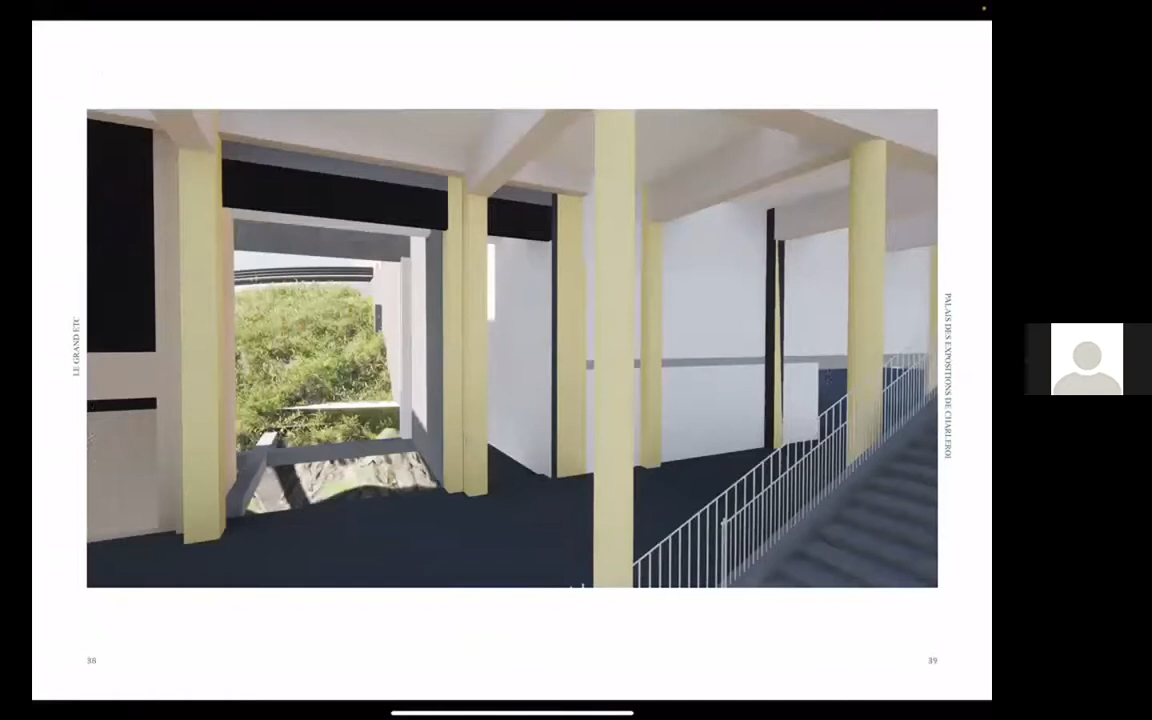 LE GRAND ETC
PALAIS DES EXPOSITIONS DE CHARLEROI
38
39